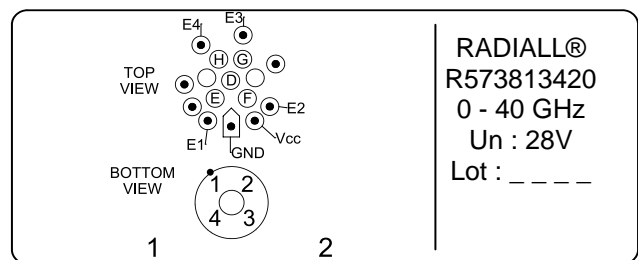 E3
E4
H G
TOP
VIEW
D
E F
E2
E1
Vcc
GND
BOTTOM
VIEW
1 2
4 3
1 2
RADIALL®
R573813420
0 - 40 GHz
Un : 28V
Lot : _ _ _ _